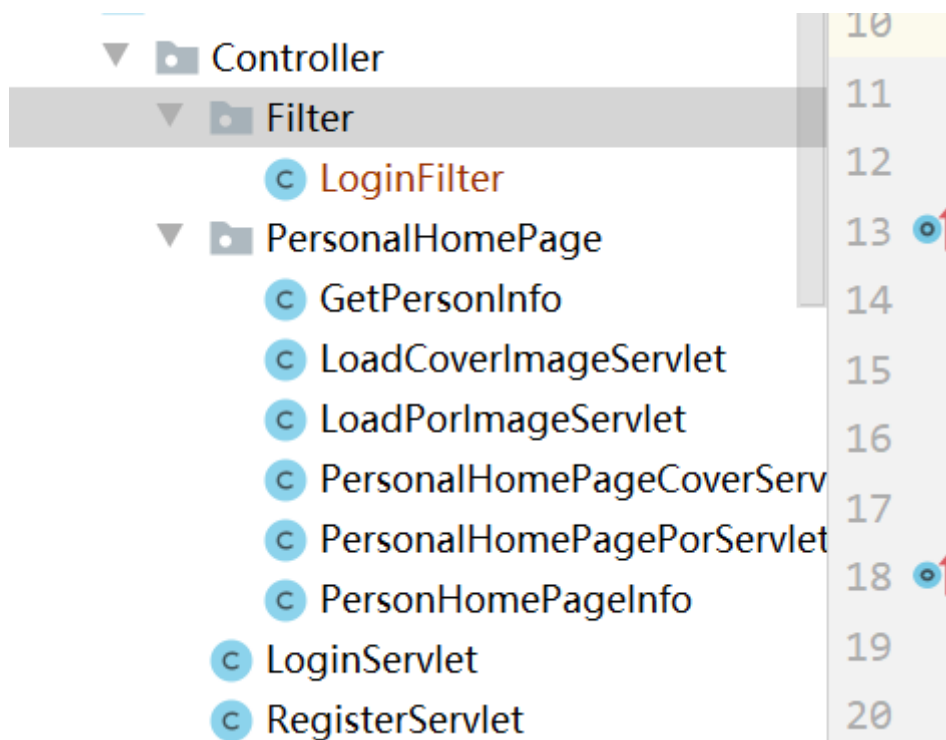 Controller
Filter
LoginFilter
PersonalHomePage
GetPersonInfo
LoadCoverImageServlet
LoadPorImageServlet
PersonalHomePageCoverServ
PersonalHomePagePorServlet
PersonHomePageInfo
LoginServlet
RegisterServlet
10
11
12
13
14
15
16
17
18
19
20